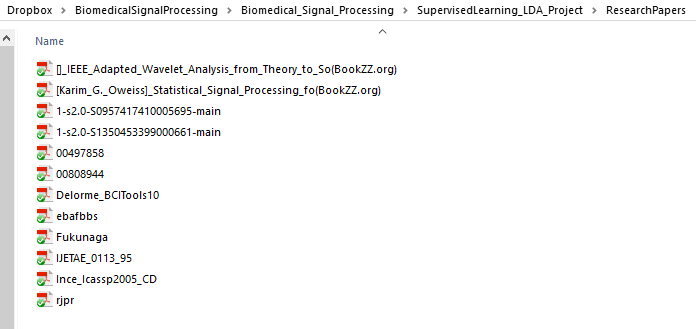 Dropbox > BiomedicalSignalProcessing > Biomedical_Signal_Processing > SupervisedLearning_LDA_Project > ResearchPapers
Name
[]_IEEE_Adapted_Wavelet_Analysis_from_Theory_to_So(BookZZ.org)
[Karim_G._Oweiss]_Statistical_Signal_Processing_fo(BookZZ.org)
1-s2.0-S0957417410005695-main
1-s2.0-S1350453399000661-main
00497858
00808944
Delorme_BCITools10
ebafbbs
Fukunaga
IJETAE_0113_95
Ince_Icassp2005_CD
rjpr